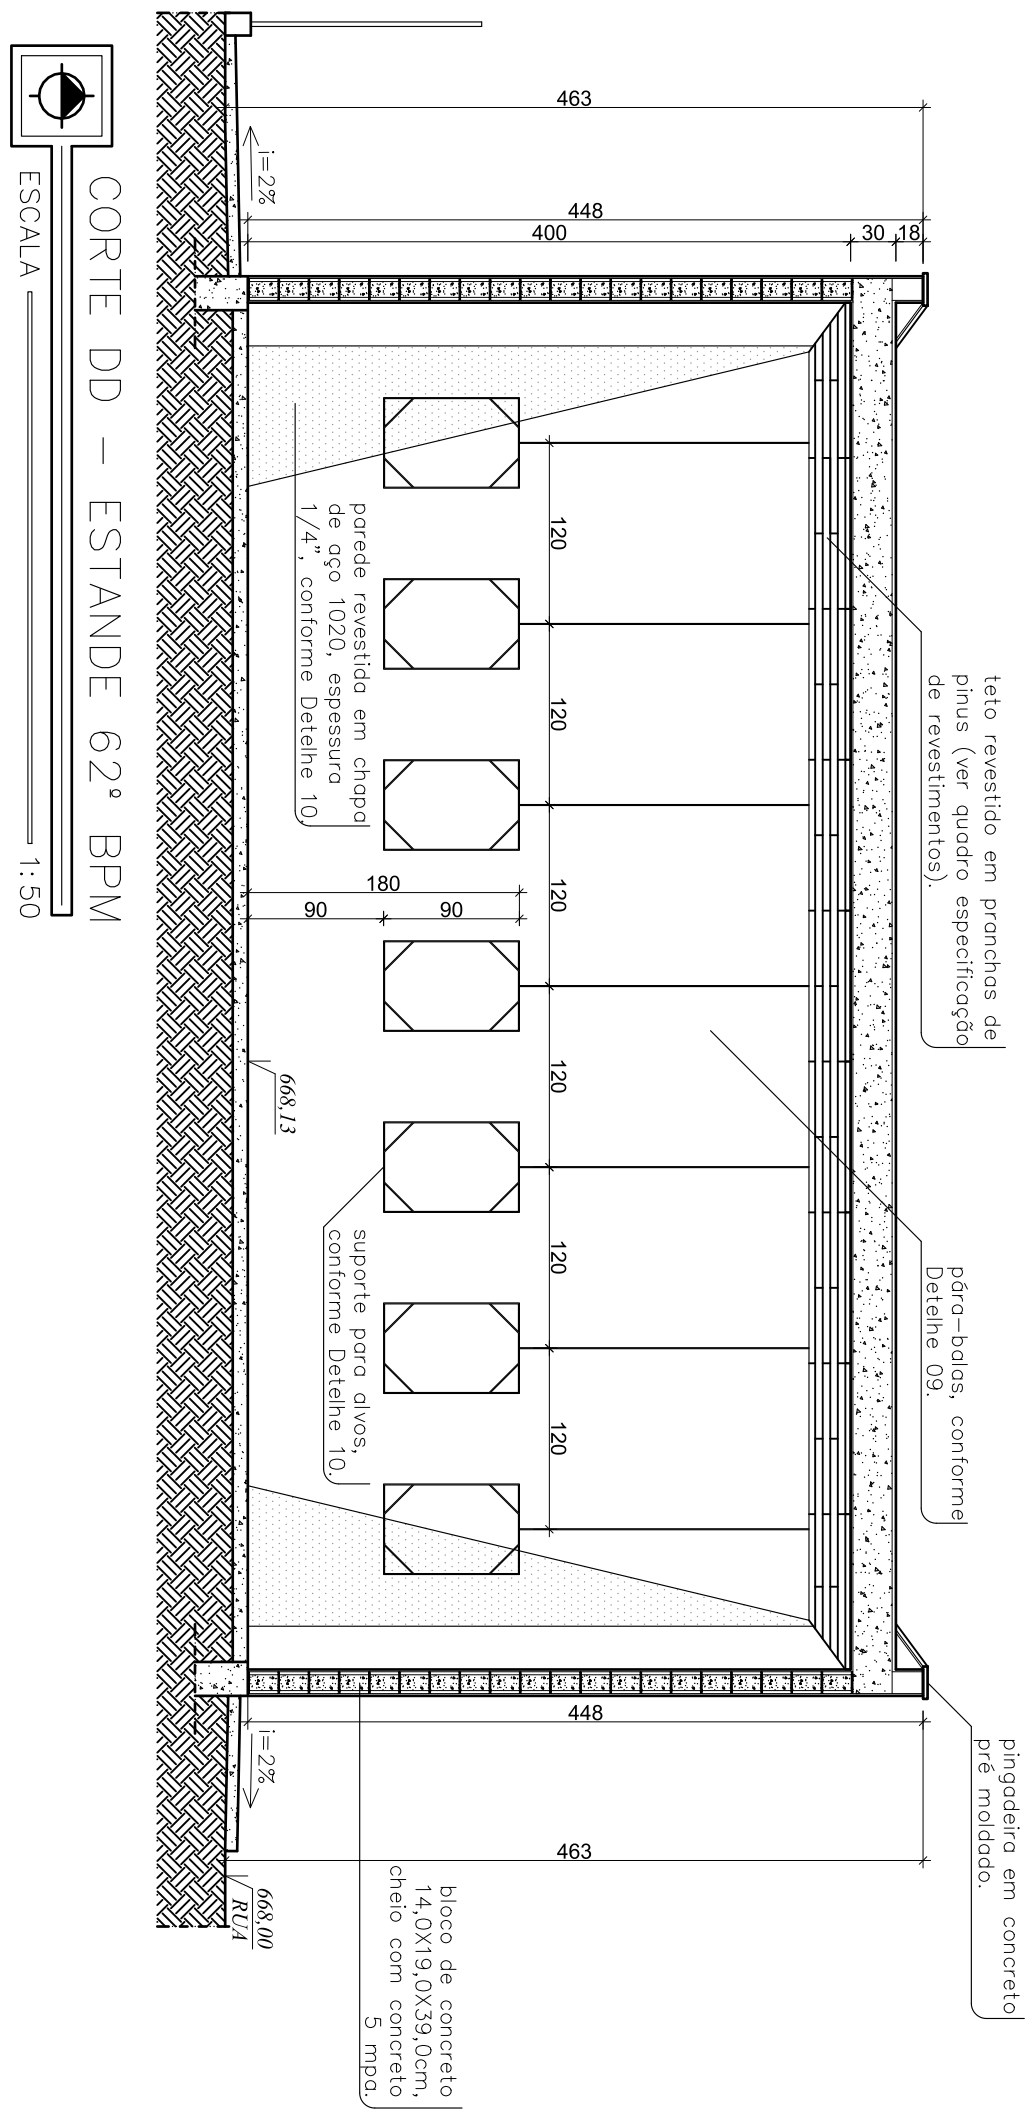 teto revestido em pranchas de
pinus (ver quadro especificação
de revestimentos).
pára-balas, conforme
Detelhe 09.
pingadeira em concreto
pré moldado.
463
448
400
30
18
120
120
120
120
120
120
parede revestida em chapa
de aço 1020, espessura
1/4", conforme Detelhe 10.
180
90
90
suporte para alvos,
conforme Detelhe 10.
668,13
448
463
bloco de concreto
14,0X19,0X39,0cm,
cheio com concreto
5 mpa.
i=2%
i=2%
668,00
RUA
CORTE DD - ESTANDE 62º BPM
ESCALA 1:50